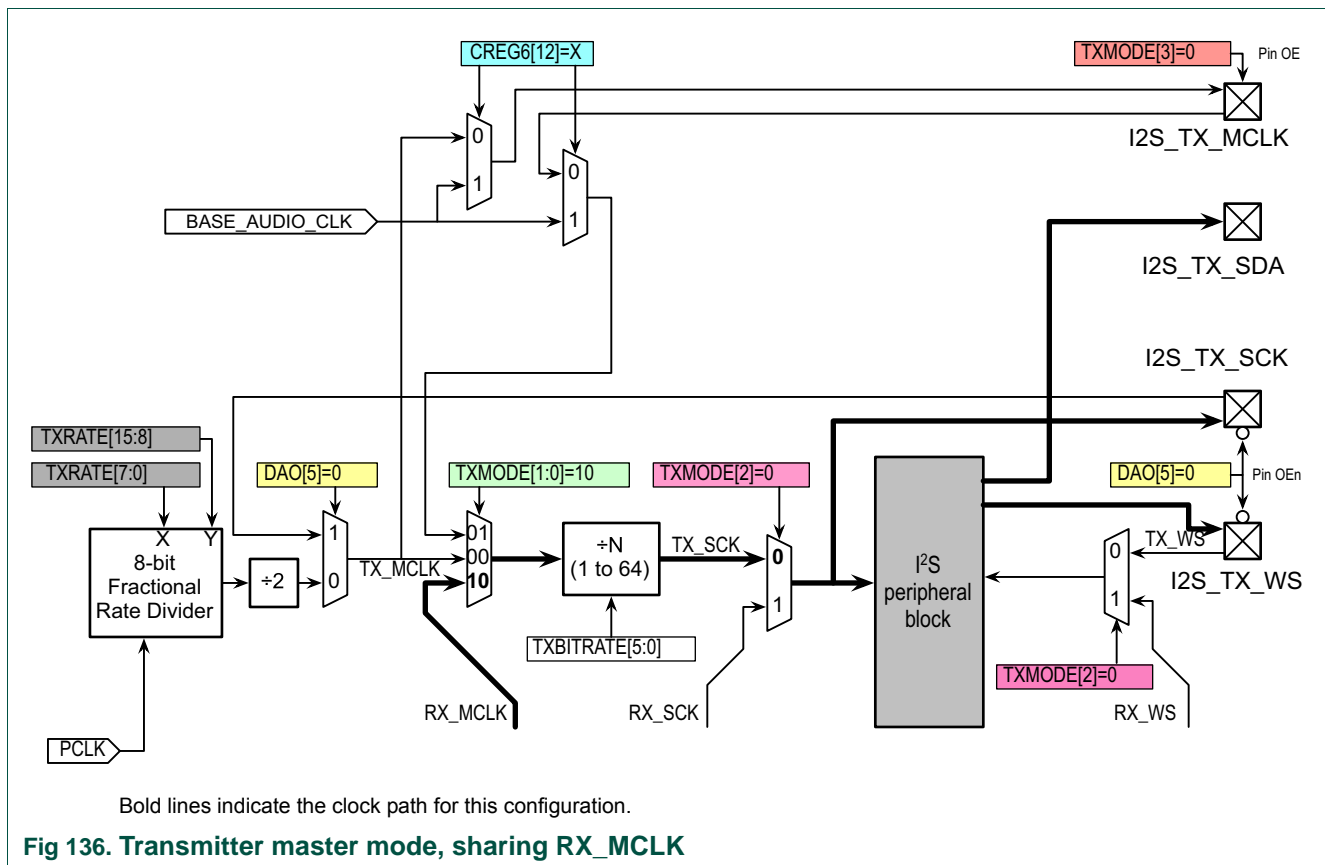 CREG6[12]=X
TXMODE[3]=0
Pin OE
0
I2S_TX_MCLK
1
0
BASE_AUDIO_CLK
1
I2S_TX_SDA
I2S_TX_SCK
TXRATE[15:8]
TXRATE[7:0]
DAO[5]=0
TXMODE[1:0]=10
TXMODE[2]=0
DAO[5]=0
Pin OEn
X
Y
8-bit
Fractional
Rate Divider
÷2
1
0
TX_MCLK
01
00
10
÷N
(1 to 64)
TX_SCK
0
1
I²S
peripheral
block
0
1
TX_WS
I2S_TX_WS
TXBITRATE[5:0]
TXMODE[2]=0
RX_MCLK
RX_SCK
RX_WS
PCLK
Bold lines indicate the clock path for this configuration.
Fig 136. Transmitter master mode, sharing RX_MCLK